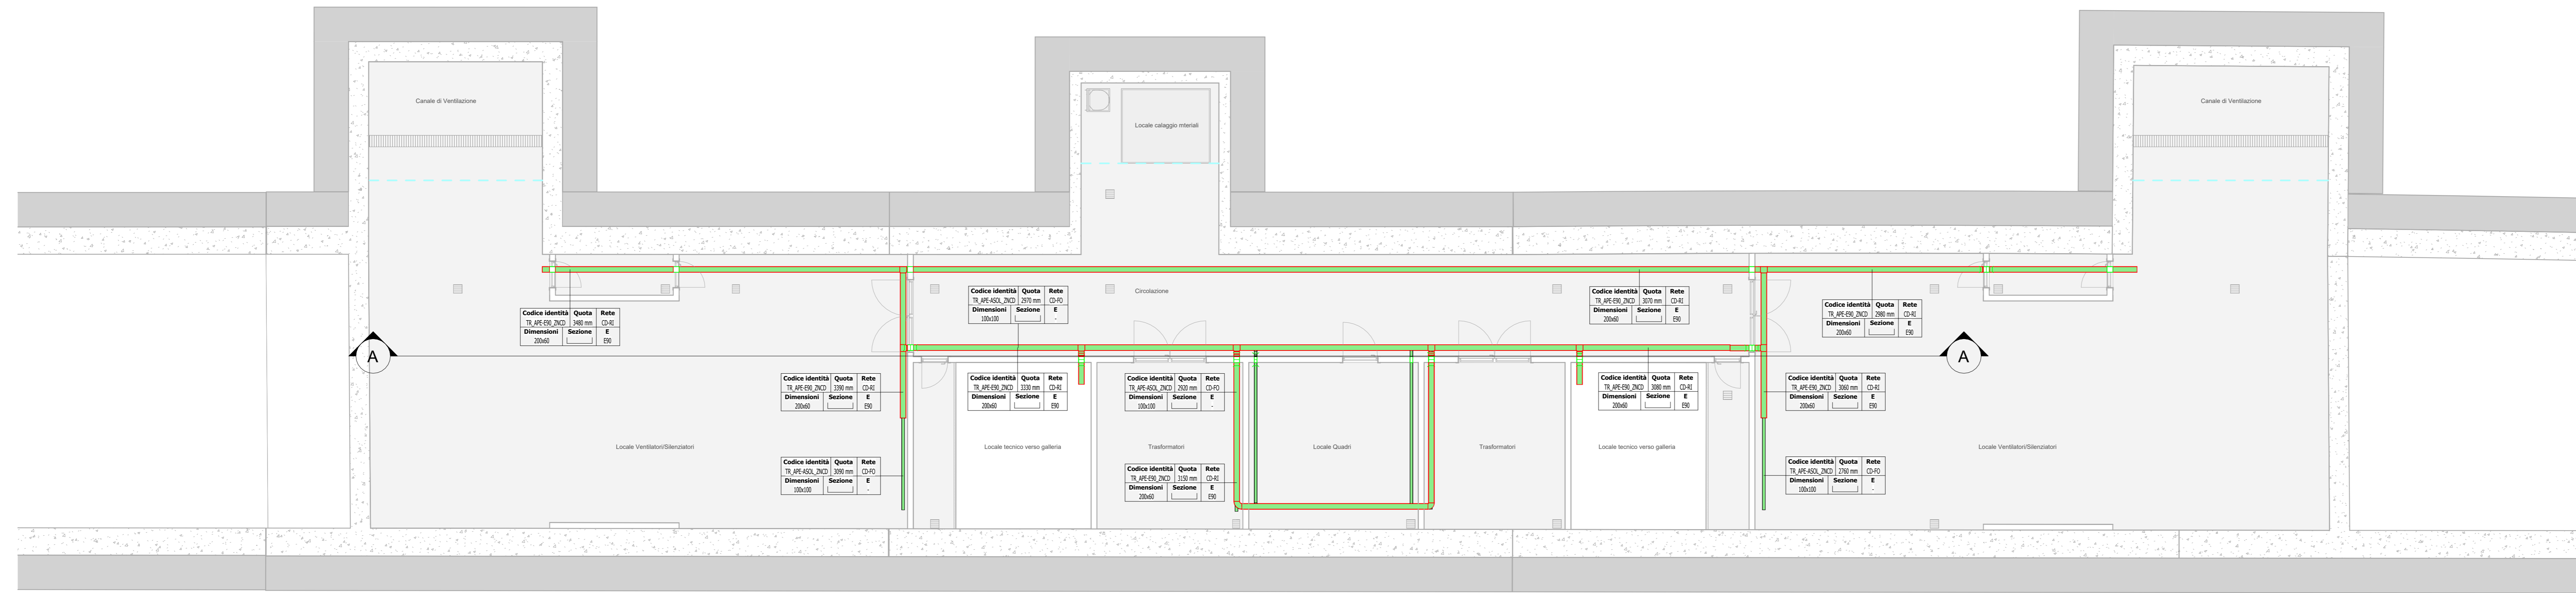 Canale di Ventilazione
Locale calaggio mteriali
Canale di Ventilazione
Circolazione
Codice identità Quota Rete
TR_APE-ASOL_ZNCD 2970 mm CD-FO
Dimensioni Sezione E
100x100 -
Codice identità Quota Rete
TR_APE-E90_ZNCD 3070 mm CD-RI
Dimensioni Sezione E
200x60 E90
Codice identità Quota Rete
TR_APE-E90_ZNCD 2980 mm CD-RI
Dimensioni Sezione E
200x60 E90
Codice identità Quota Rete
TR_APE-E90_ZNCD 3480 mm CD-RI
Dimensioni Sezione E
200x60 E90
A
A
Codice identità Quota Rete
TR_APE-E90_ZNCD 3390 mm CD-RI
Dimensioni Sezione E
200x60 E90
Codice identità Quota Rete
TR_APE-E90_ZNCD 3330 mm CD-RI
Dimensioni Sezione E
200x60 E90
Codice identità Quota Rete
TR_APE-ASOL_ZNCD 2920 mm CD-FO
Dimensioni Sezione E
100x100 -
Codice identità Quota Rete
TR_APE-E90_ZNCD 3080 mm CD-RI
Dimensioni Sezione E
200x60 E90
Codice identità Quota Rete
TR_APE-E90_ZNCD 3060 mm CD-RI
Dimensioni Sezione E
200x60 E90
Locale Ventilatori/Silenziatori
Locale tecnico verso galleria
Trasformatori
Locale Quadri
Trasformatori
Locale tecnico verso galleria
Locale Ventilatori/Silenziatori
Codice identità Quota Rete
TR_APE-ASOL_ZNCD 3090 mm CD-FO
Dimensioni Sezione E
100x100 -
Codice identità Quota Rete
TR_APE-E90_ZNCD 3150 mm CD-RI
Dimensioni Sezione E
200x60 E90
Codice identità Quota Rete
TR_APE-ASOL_ZNCD 2760 mm CD-FO
Dimensioni Sezione E
100x100 -